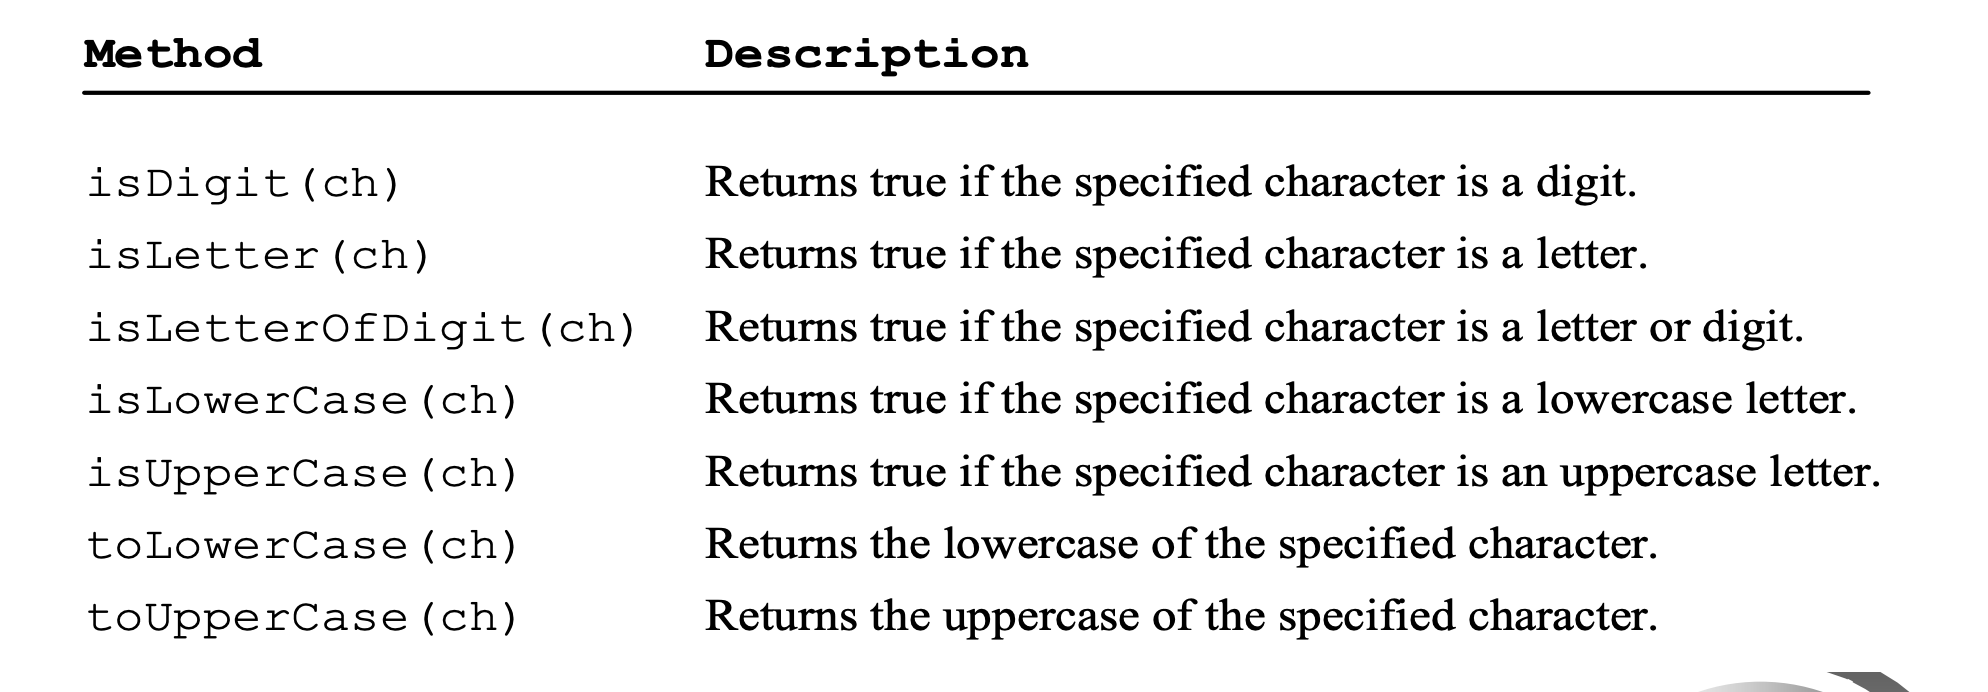 Method Description
isDigit(ch) Returns true if the specified character is a digit.
isLetter(ch) Returns true if the specified character is a letter.
isLetterOfDigit(ch) Returns true if the specified character is a letter or digit.
isLowerCase(ch) Returns true if the specified character is a lowercase letter.
isUpperCase(ch) Returns true if the specified character is an uppercase letter.
toLowerCase(ch) Returns the lowercase of the specified character.
toUpperCase(ch) Returns the uppercase of the specified character.